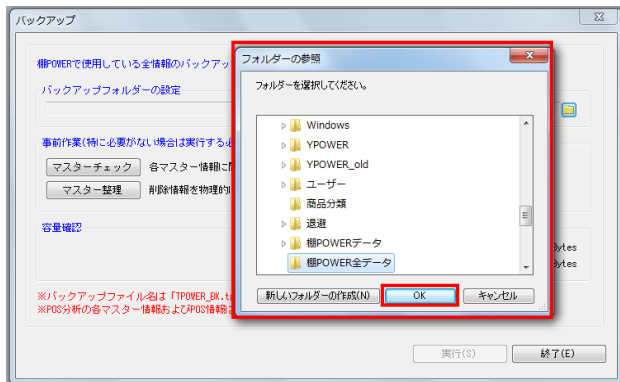 バックアップ
棚POWERで使用している全情報のバックアッ
バックアップフォルダーの設定
事前作業(特に必要がない場合は実行する必
マスターチェック 各マスター情報に
マスター整理 削除情報を物理的
容量確認
Bytes
Bytes
※バックアップファイル名は「TPOWER_BK.t
※POS分析の各マスター情報およびPOS情報
実行(S) 終了(E)
フォルダーの参照
フォルダーを選択してください。
Windows
YPOWER
YPOWER_old
ユーザー
商品分類
退避
棚POWERデータ
棚POWER全データ
新しいフォルダーの作成(N) OK キャンセル